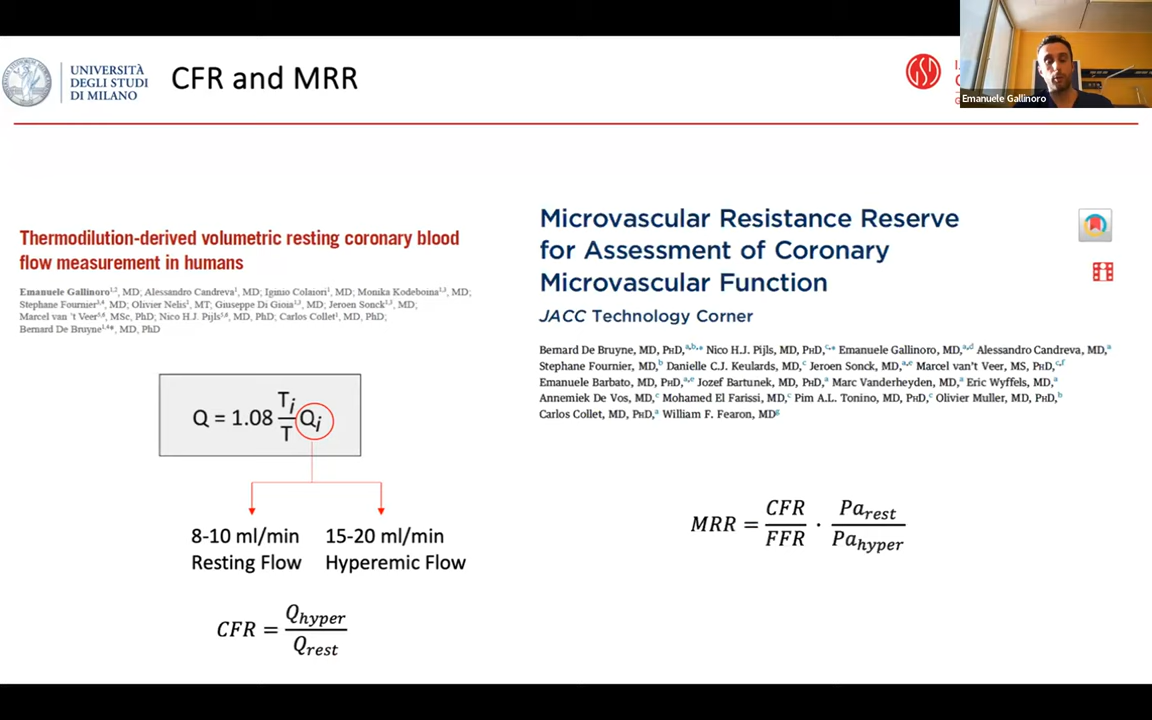 UNIVERSITÀ
DEGLI STUDI
DI MILANO
CFR and MRR
Emanuele Gallinoro
Thermodilution-derived volumetric resting coronary blood
flow measurement in humans
Emanuele Gallinoro1,2, MD; Alessandro Candreva1, MD; Iginio Colaiori1, MD; Monika Kodeboina1,3, MD;
Stephane Fournier1,4, MD; Olivier Nelis1, MT; Giuseppe Di Gioia1,2, MD; Jeroen Sonck1,3, MD;
Marcel van 't Veer5,6, MSc, PhD; Nico H.J. Pijls5,6, MD, PhD; Carlos Collet1, MD, PhD;
Bernard De Bruyne1,4*, MD, PhD
Q = 1.08 Ti/T Qi
8-10 ml/min
Resting Flow
15-20 ml/min
Hyperemic Flow
CFR = Qhyper/Qrest
Microvascular Resistance Reserve
for Assessment of Coronary
Microvascular Function
JACC Technology Corner
Bernard De Bruyne, MD, PhD,a,b,* Nico H.J. Pijls, MD, PhD,c,* Emanuele Gallinoro, MD,a,d Alessandro Candreva, MD,a
Stephane Fournier, MD,b Danielle C.J. Keulards, MD,c Jeroen Sonck, MD,a,e Marcel van't Veer, MS, PhD,c,f
Emanuele Barbato, MD, PhD,a,e Jozef Bartunek, MD, PhD,a Marc Vanderheyden, MD,a Eric Wyffels, MD,a
Annemiek De Vos, MD,c Mohamed El Farissi, MD,c Pim A.L. Tonino, MD, PhD,c Olivier Muller, MD, PhD,b
Carlos Collet, MD, PhD,a William F. Fearon, MDg
MRR = CFR/FFR · Parest/Pahyper